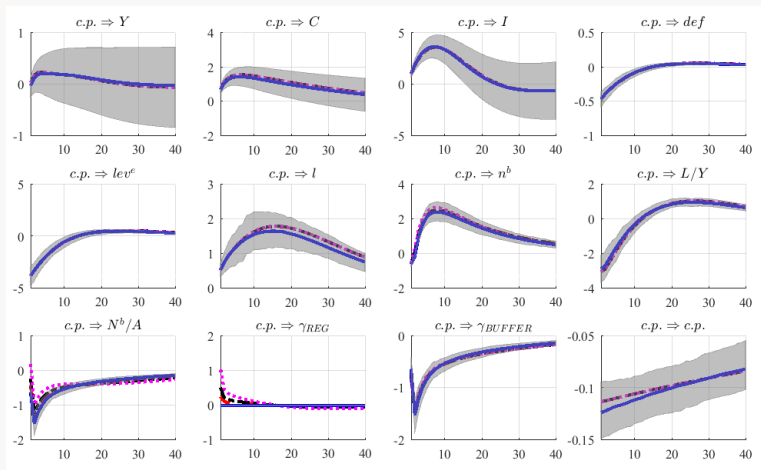 c.p. ⇒ Y
c.p. ⇒ C
c.p. ⇒ I
c.p. ⇒ def
1
0
-1
10 20 30 40
4
2
0
-2
10 20 30 40
5
0
-5
10 20 30 40
0.5
0
-0.5
-1
10 20 30 40
c.p. ⇒ lev^e
c.p. ⇒ l
c.p. ⇒ n^b
c.p. ⇒ L/Y
5
0
-5
10 20 30 40
3
2
1
0
10 20 30 40
4
2
0
-2
10 20 30 40
2
0
-2
-4
10 20 30 40
c.p. ⇒ N^b/A
c.p. ⇒ γ_REG
c.p. ⇒ γ_BUFFER
c.p. ⇒ c.p.
1
0
-1
-2
10 20 30 40
2
1
0
-1
10 20 30 40
0
-1
-2
10 20 30 40
-0.05
-0.1
-0.15
10 20 30 40